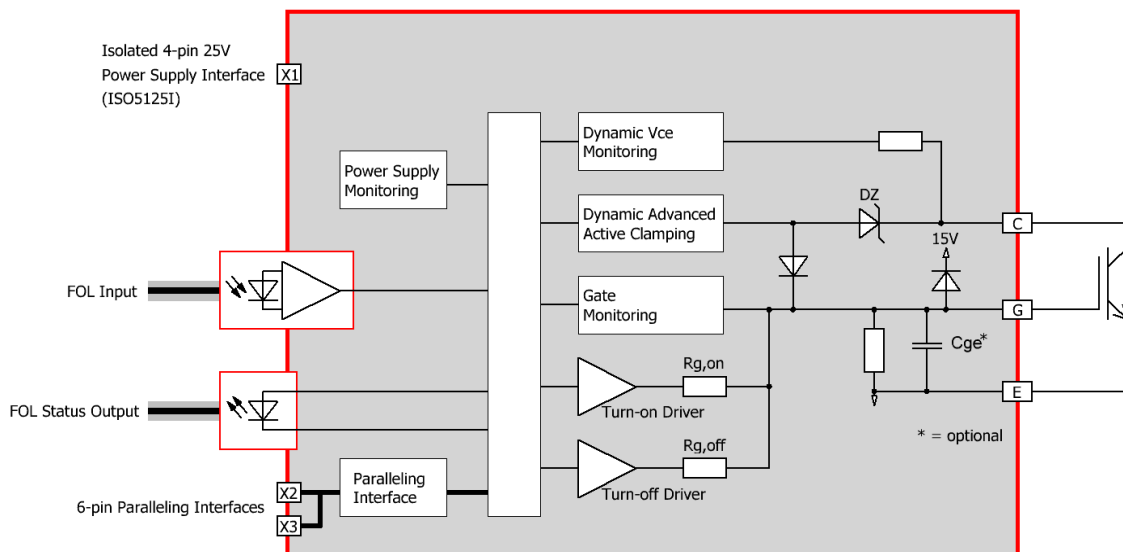 Isolated 4-pin 25V
Power Supply Interface
(ISO5125I)
X1
Power Supply
Monitoring
Dynamic Vce
Monitoring
Dynamic Advanced
Active Clamping
Gate
Monitoring
DZ
15V
C
G
E
Cge*
* = optional
FOL Input
FOL Status Output
Rg,on
Turn-on Driver
Rg,off
Turn-off Driver
Paralleling
Interface
6-pin Paralleling Interfaces
X2
X3